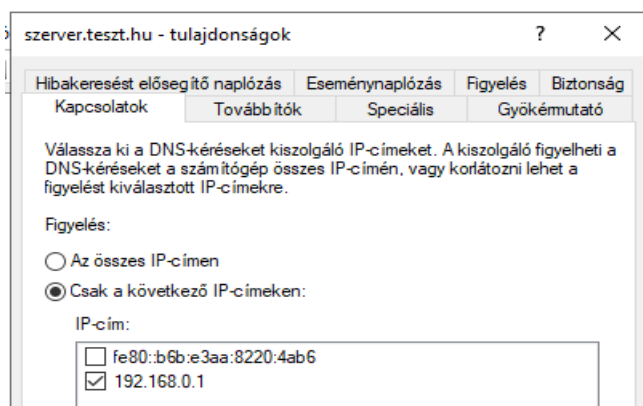 szerver.teszt.hu - tulajdonságok ? ✕
Hibakeresést elősegítő naplózás Eseménynaplózás Figyelés Biztonság
Kapcsolatok Továbbítók Speciális Gyökérmutató
Válassza ki a DNS-kéréseket kiszolgáló IP-címeket. A kiszolgáló figyelheti a
DNS-kéréseket a számítógép összes IP-címén, vagy korlátozni lehet a
figyelést kiválasztott IP-címekre.
Figyelés:
Az összes IP-címen
Csak a következő IP-címeken:
IP-cím:
fe80::b6b:e3aa:8220:4ab6
192.168.0.1